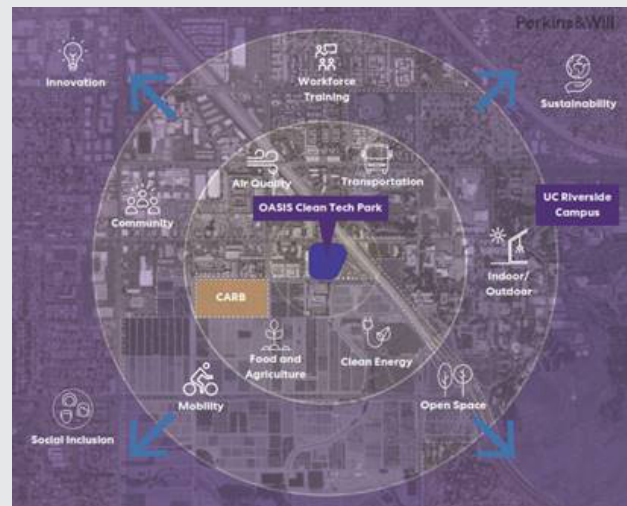 Perkins&Will
Innovation
Workforce
Training
Sustainability
Air Quality
Transportation
OASIS Clean Tech Park
UC Riverside
Campus
Community
Indoor/
Outdoor
CARB
Food and
Agriculture
Clean Energy
Mobility
Open Space
Social Inclusion